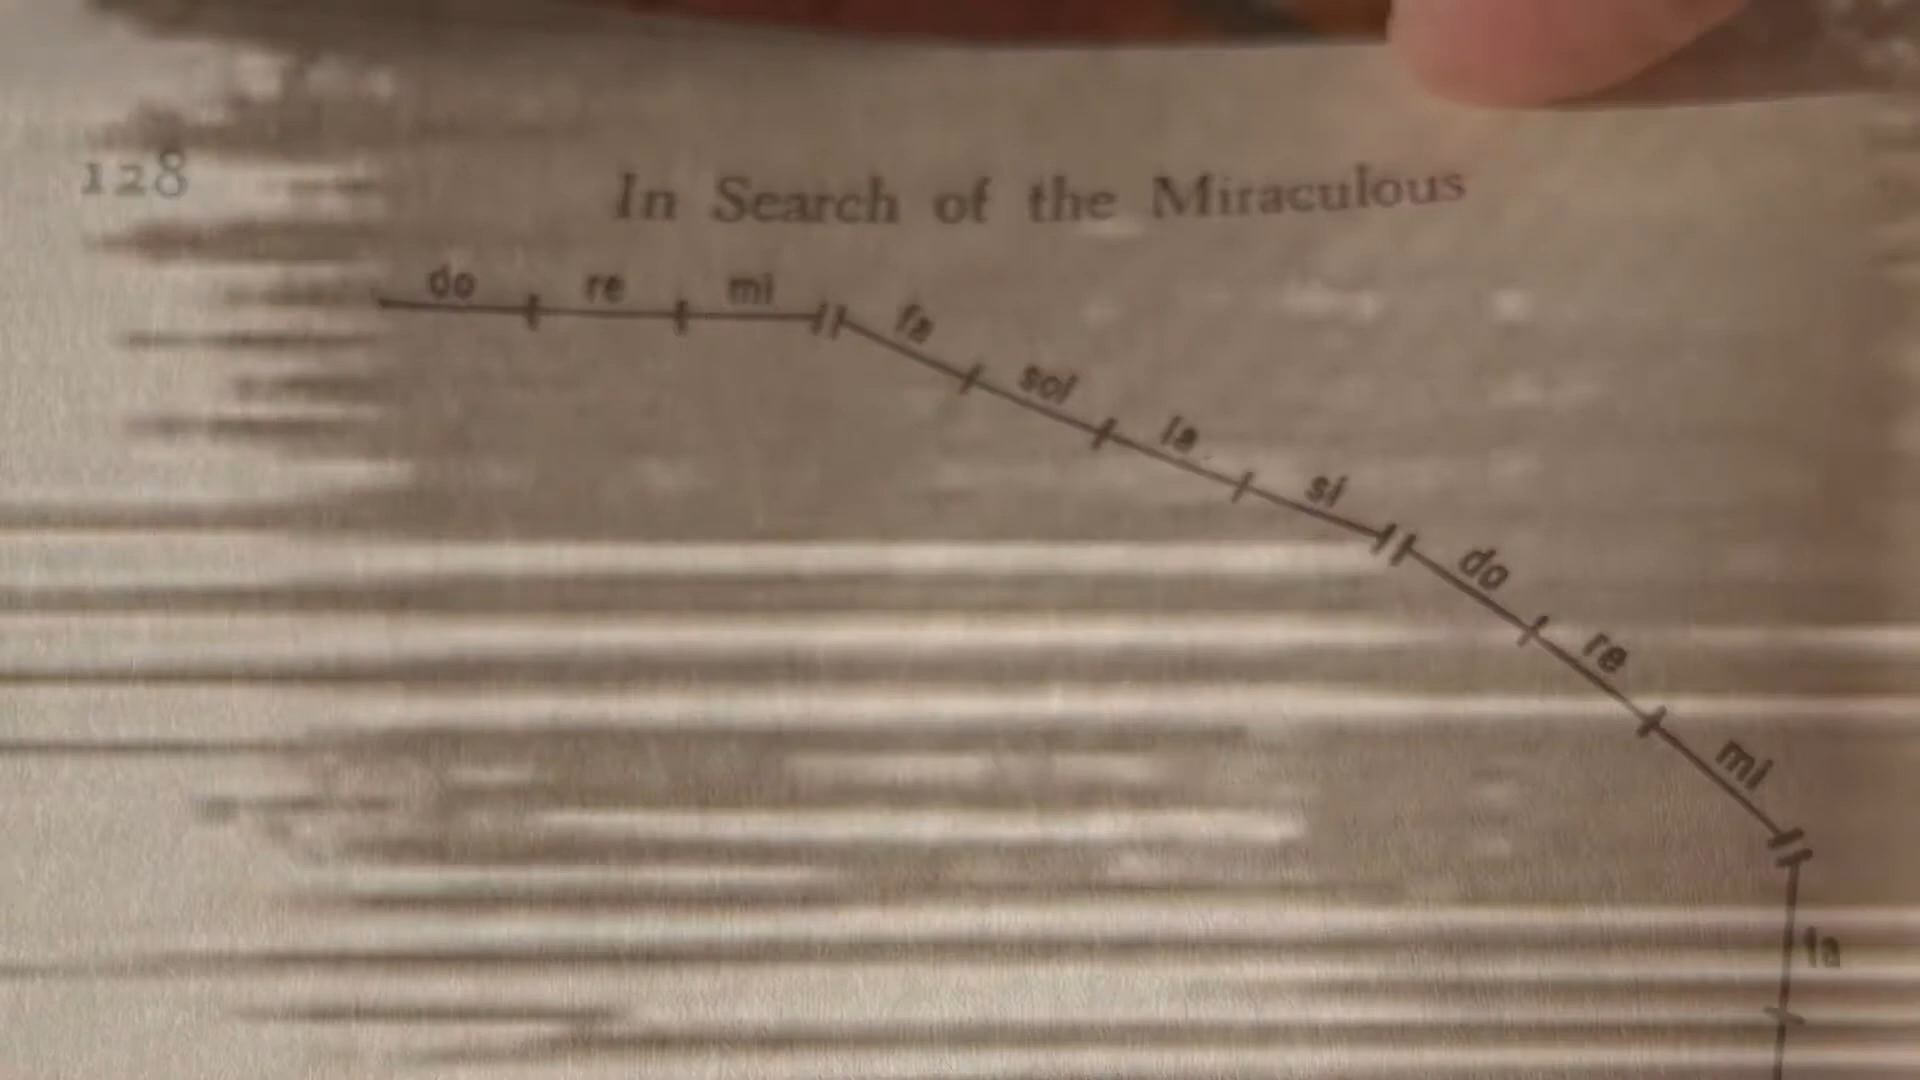 128
In Search of the Miraculous
do re mi
fa
sol
la
si
do
re
mi
fa